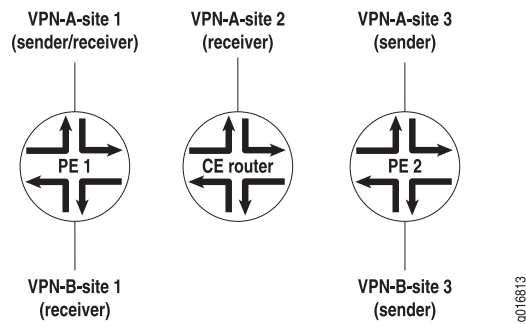 VPN-A-site 1
(sender/receiver)
VPN-A-site 2
(receiver)
VPN-A-site 3
(sender)
PE 1
CE router
PE 2
VPN-B-site 1
(receiver)
VPN-B-site 3
(sender)
g016813